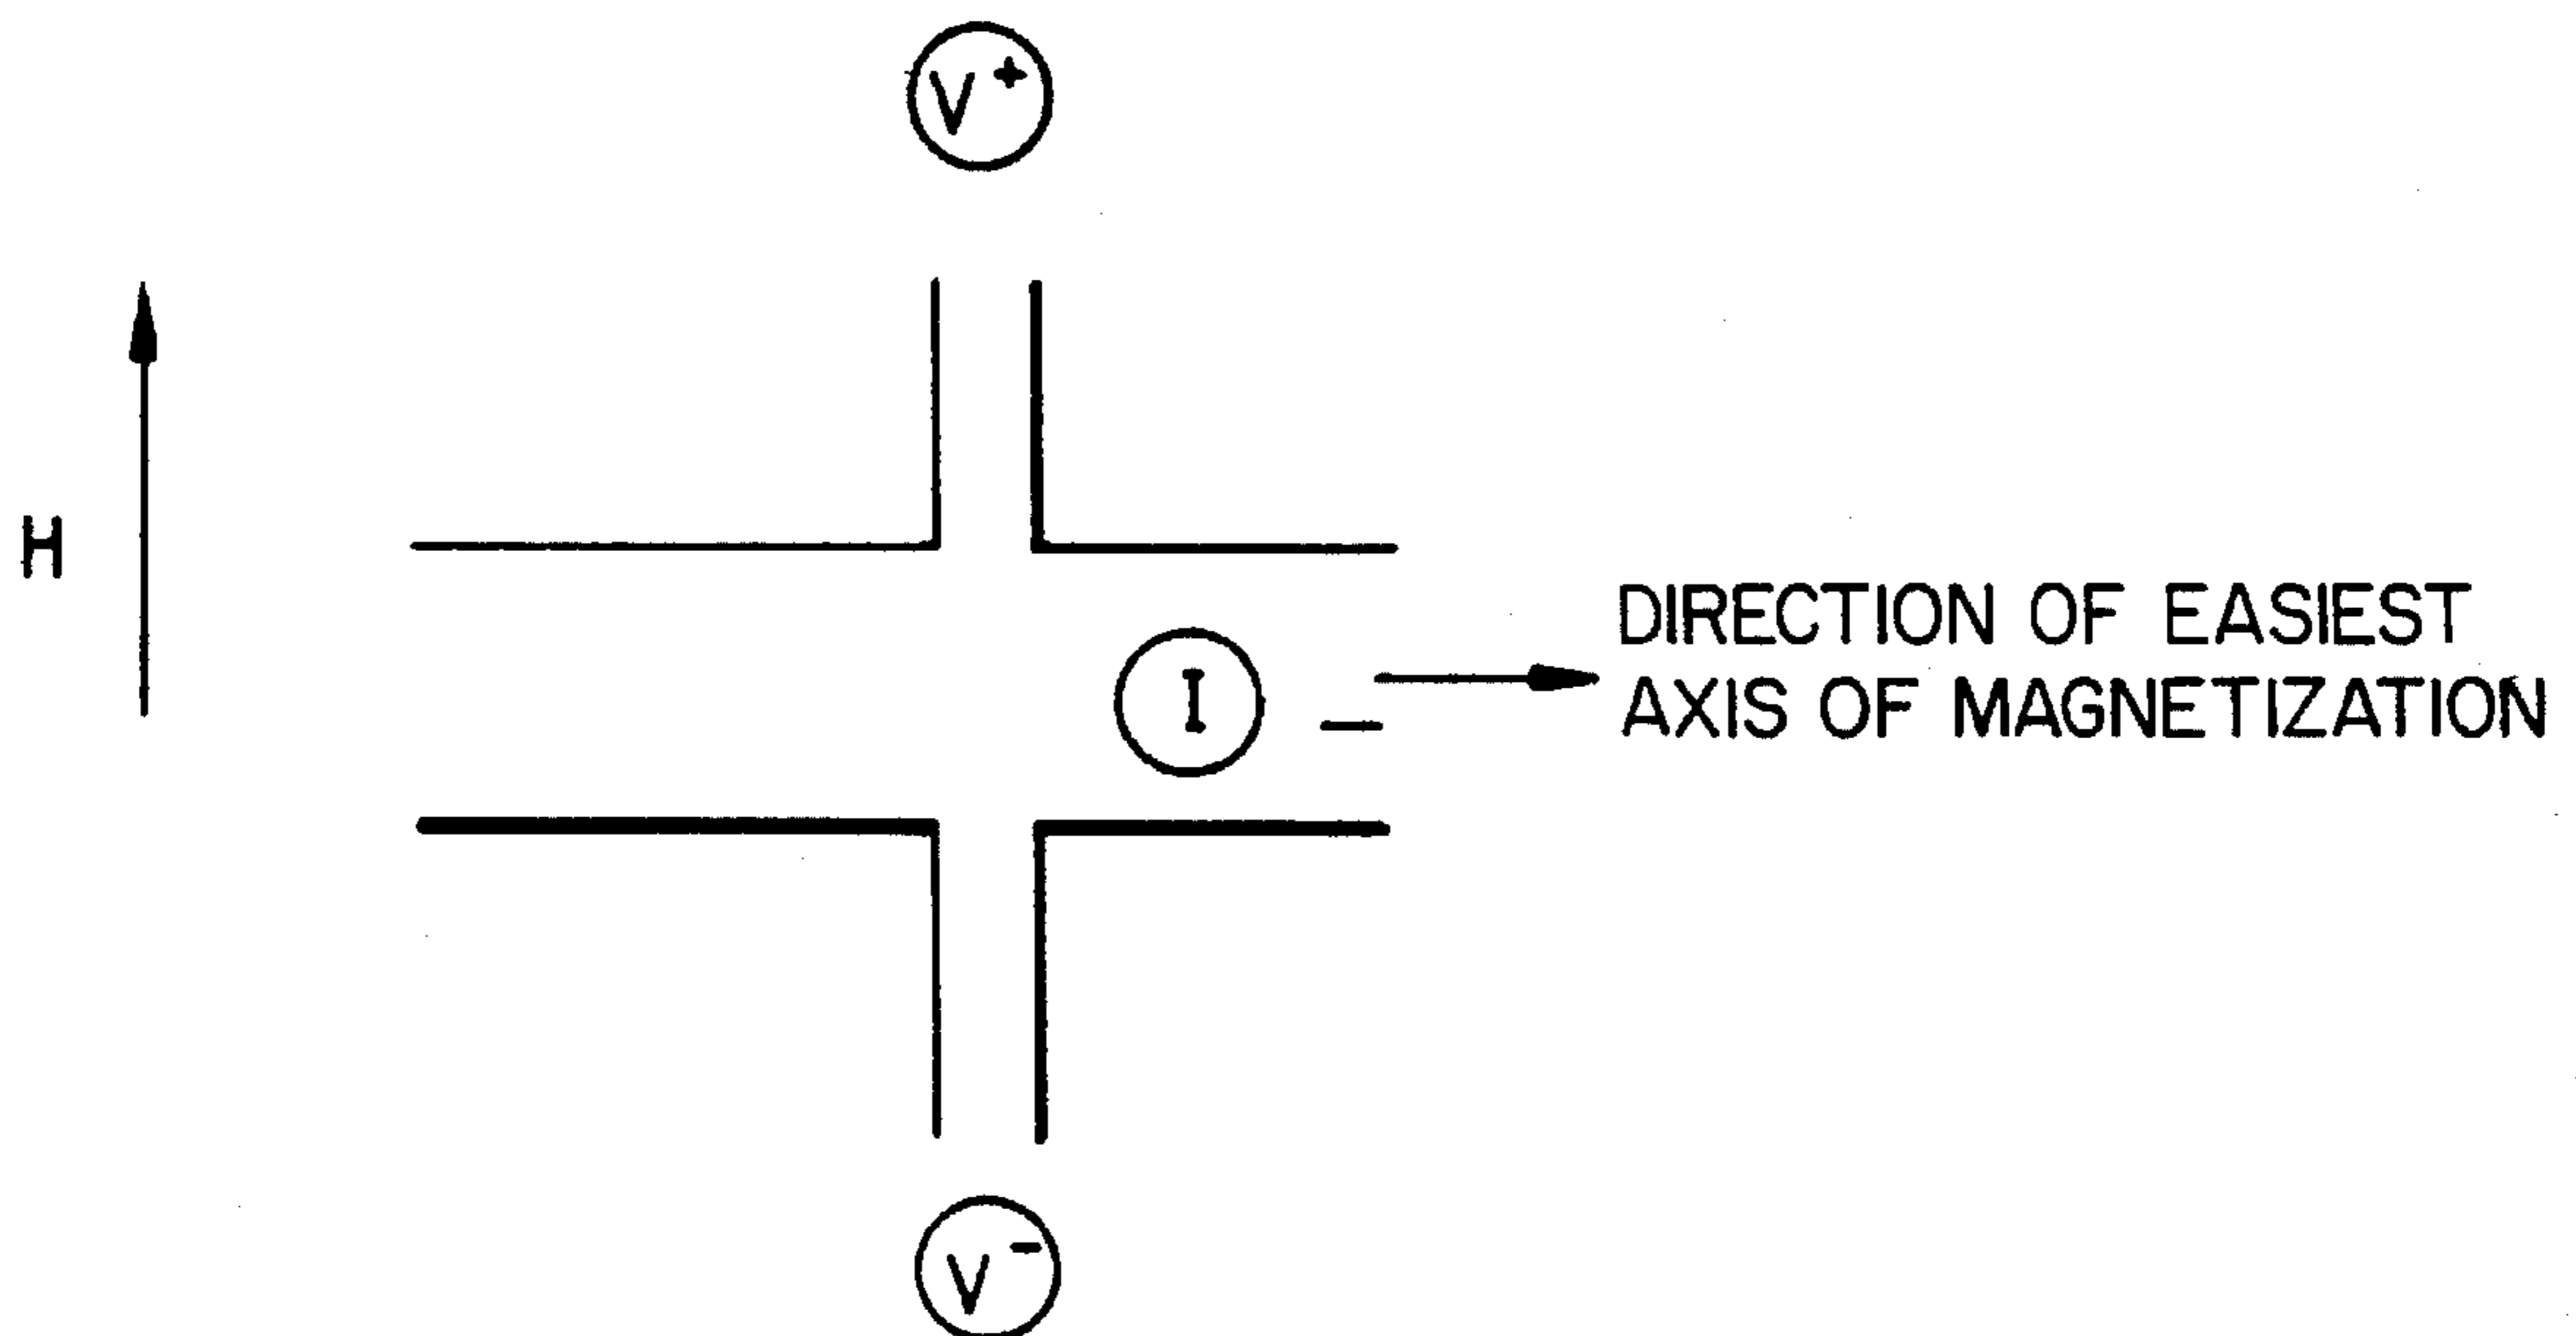 V+
H
DIRECTION OF EASIEST
AXIS OF MAGNETIZATION
I −
V−